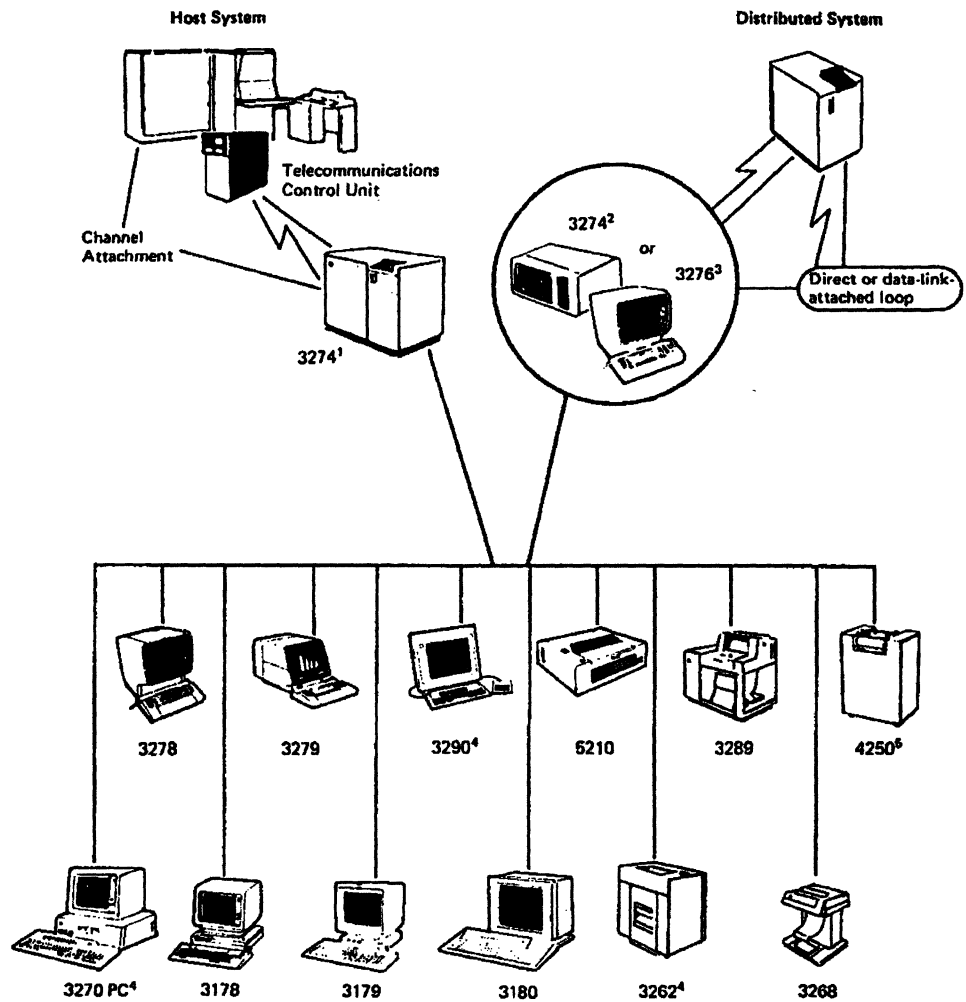 Host System
Distributed System
Telecommunications
Control Unit
Channel
Attachment
3274²
or
3276³
Direct or data-link-
attached loop
3274¹
3278
3279
3290⁴
5210
3289
4250⁵
3270 PC⁴
3178
3179
3180
3262⁴
3268